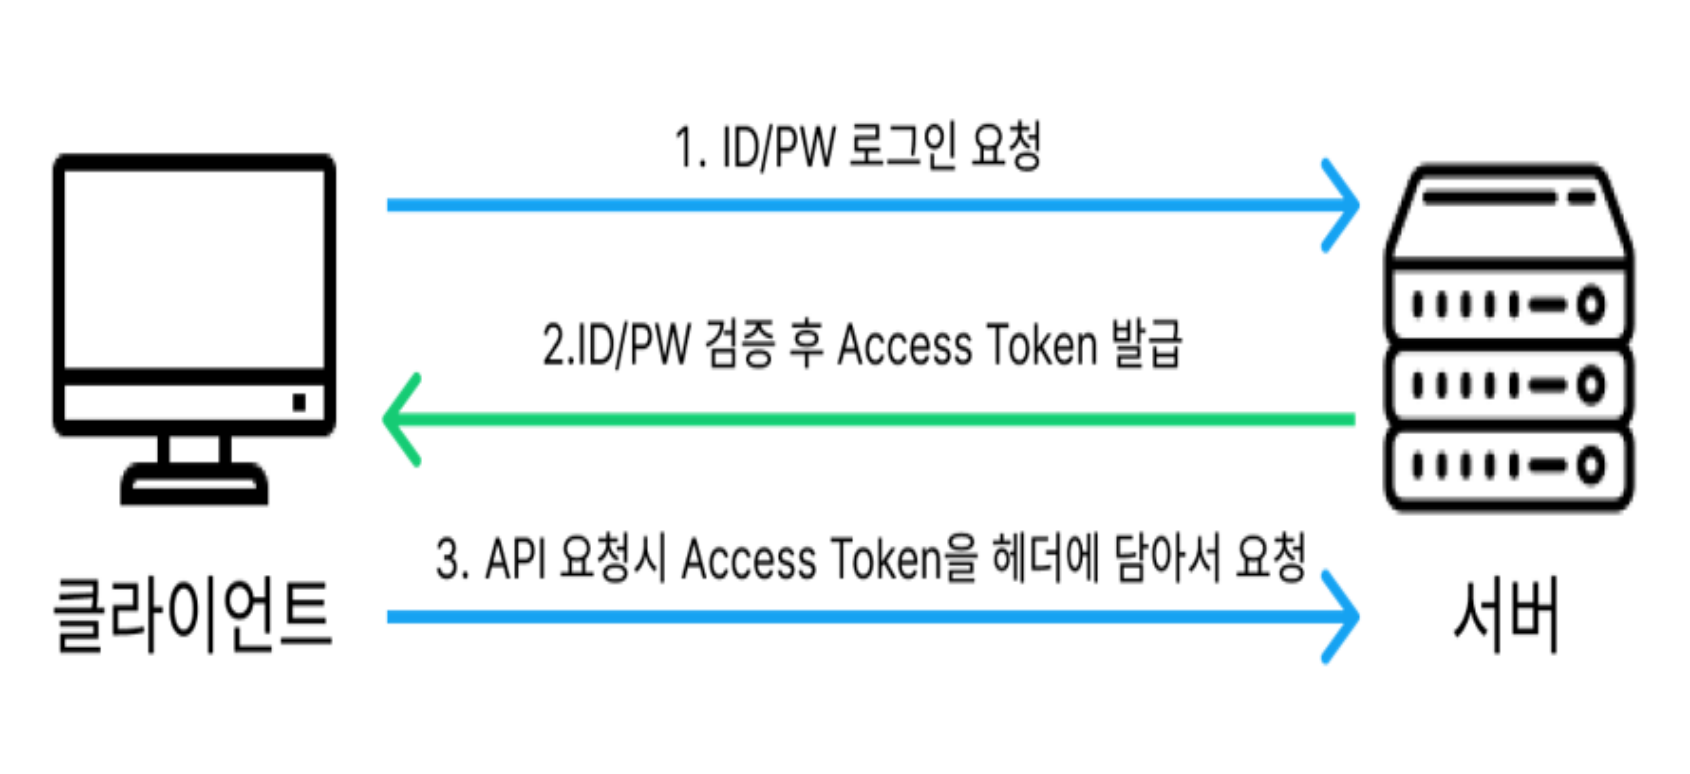 1. ID/PW 로그인 요청
2.ID/PW 검증 후 Access Token 발급
3. API 요청시 Access Token을 헤더에 담아서 요청
클라이언트
서버